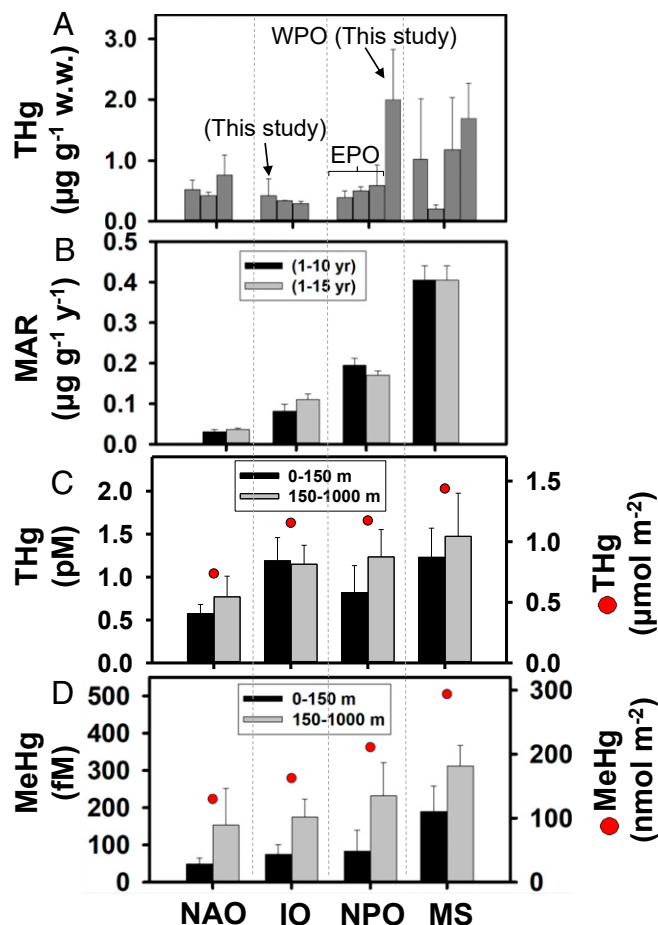 A
THg
(µg g-1 w.w.)
3.0
2.0
1.0
0.0
WPO (This study)
(This study)
EPO
B
MAR
(µg g-1 y-1)
0.5
0.4
0.3
0.2
0.1
0.0
(1-10 yr)
(1-15 yr)
C
THg
(pM)
2.0
1.5
1.0
0.5
0.0
0-150 m
150-1000 m
1.5
1.0
0.5
0.0
THg
(µmol m-2)
D
MeHg
(fM)
500
400
300
200
100
0
0-150 m
150-1000 m
300
200
100
0
MeHg
(nmol m-2)
NAO IO NPO MS